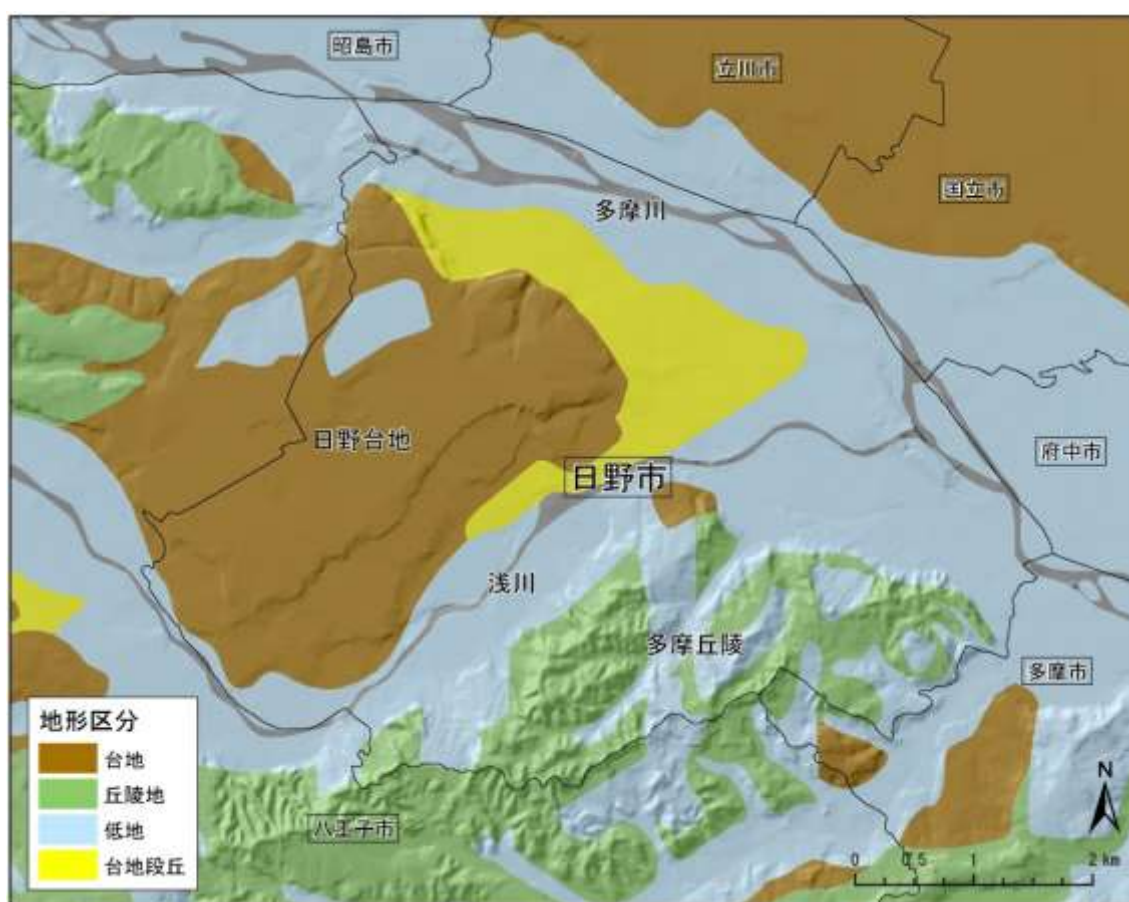 昭島市
立川市
国立市
多摩川
日野台地
日野市
府中市
浅川
多摩丘陵
多摩市
八王子市
地形区分
台地
丘陵地
低地
台地段丘
N
0 0.5 1 2 km